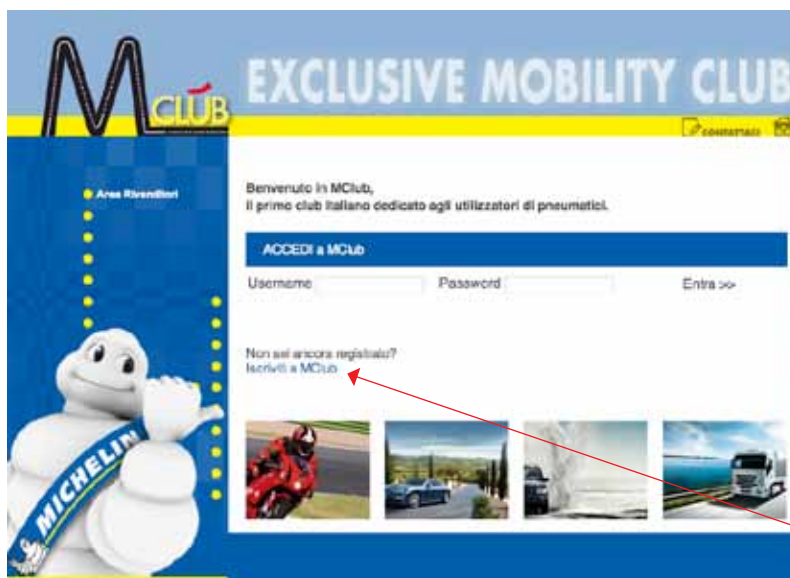 MCLUB
EXCLUSIVE MOBILITY CLUB
CONTATTACI
Area Rivenditori
Benvenuto in MClub,
il primo club italiano dedicato agli utilizzatori di pneumatici.
ACCEDI a MClub
Username Password Entra >>
Non sei ancora registrato?
Iscriviti a MClub
MICHELIN